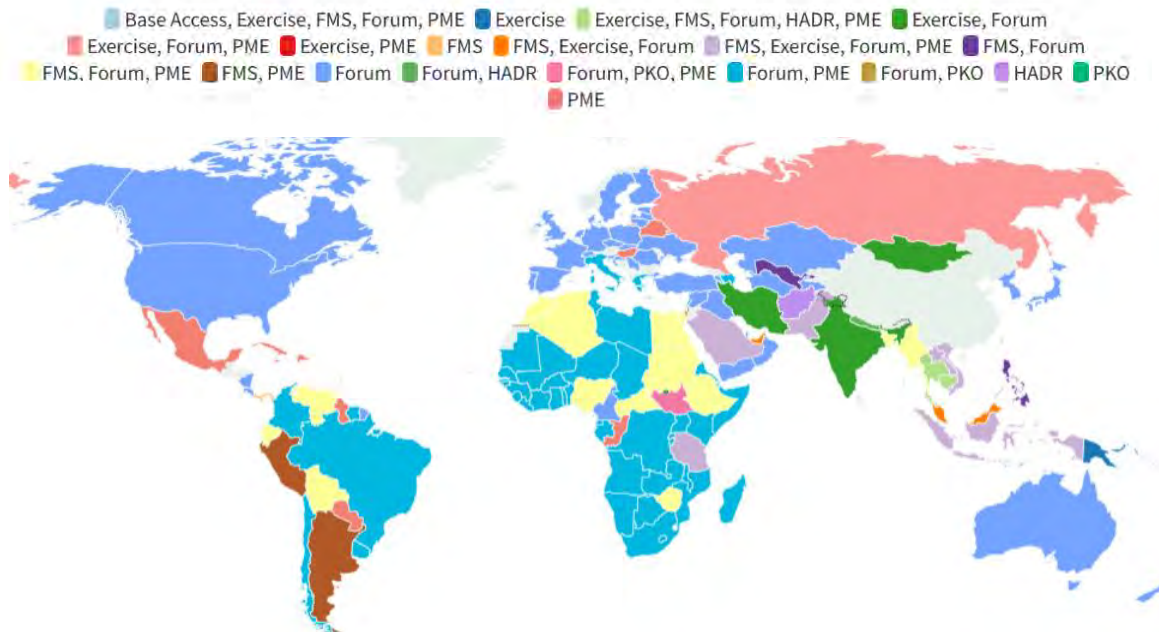 Base Access, Exercise, FMS, Forum, PME Exercise Exercise, FMS, Forum, HADR, PME Exercise, Forum
Exercise, Forum, PME Exercise, PME FMS FMS, Exercise, Forum FMS, Exercise, Forum, PME FMS, Forum
FMS, Forum, PME FMS, PME Forum Forum, HADR Forum, PKO, PME Forum, PME Forum, PKO HADR PKO
PME